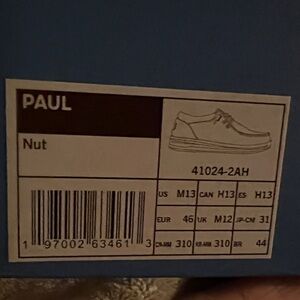 PAUL
Nut
41024-2AH
US M13 CAN H13 ES H13
EUR 46 UK M12 JP-CM 31
CN-MM 310 KR-MM 310 BR 44
1 97002 63461 3